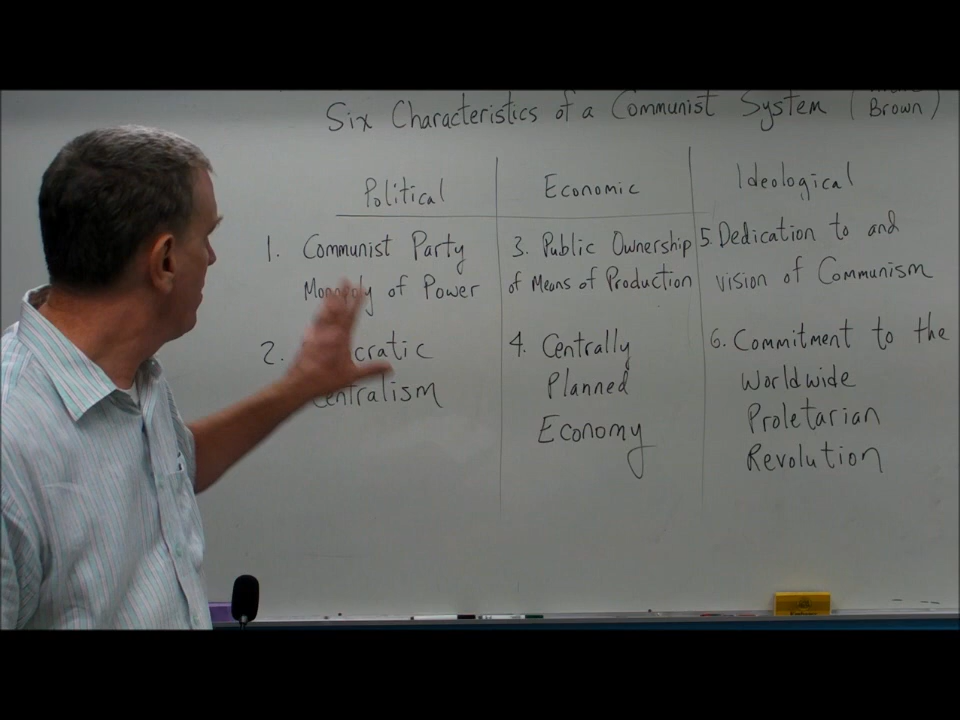 Six Characteristics of a Communist System (
Brown)
Political
1. Communist Party
Monopoly of Power
2.
Centralism
Economic
3. Public Ownership
of Means of Production
4. Centrally
Planned
Economy
Ideological
5. Dedication to and
vision of Communism
6. Commitment to the
Worldwide
Proletarian
Revolution